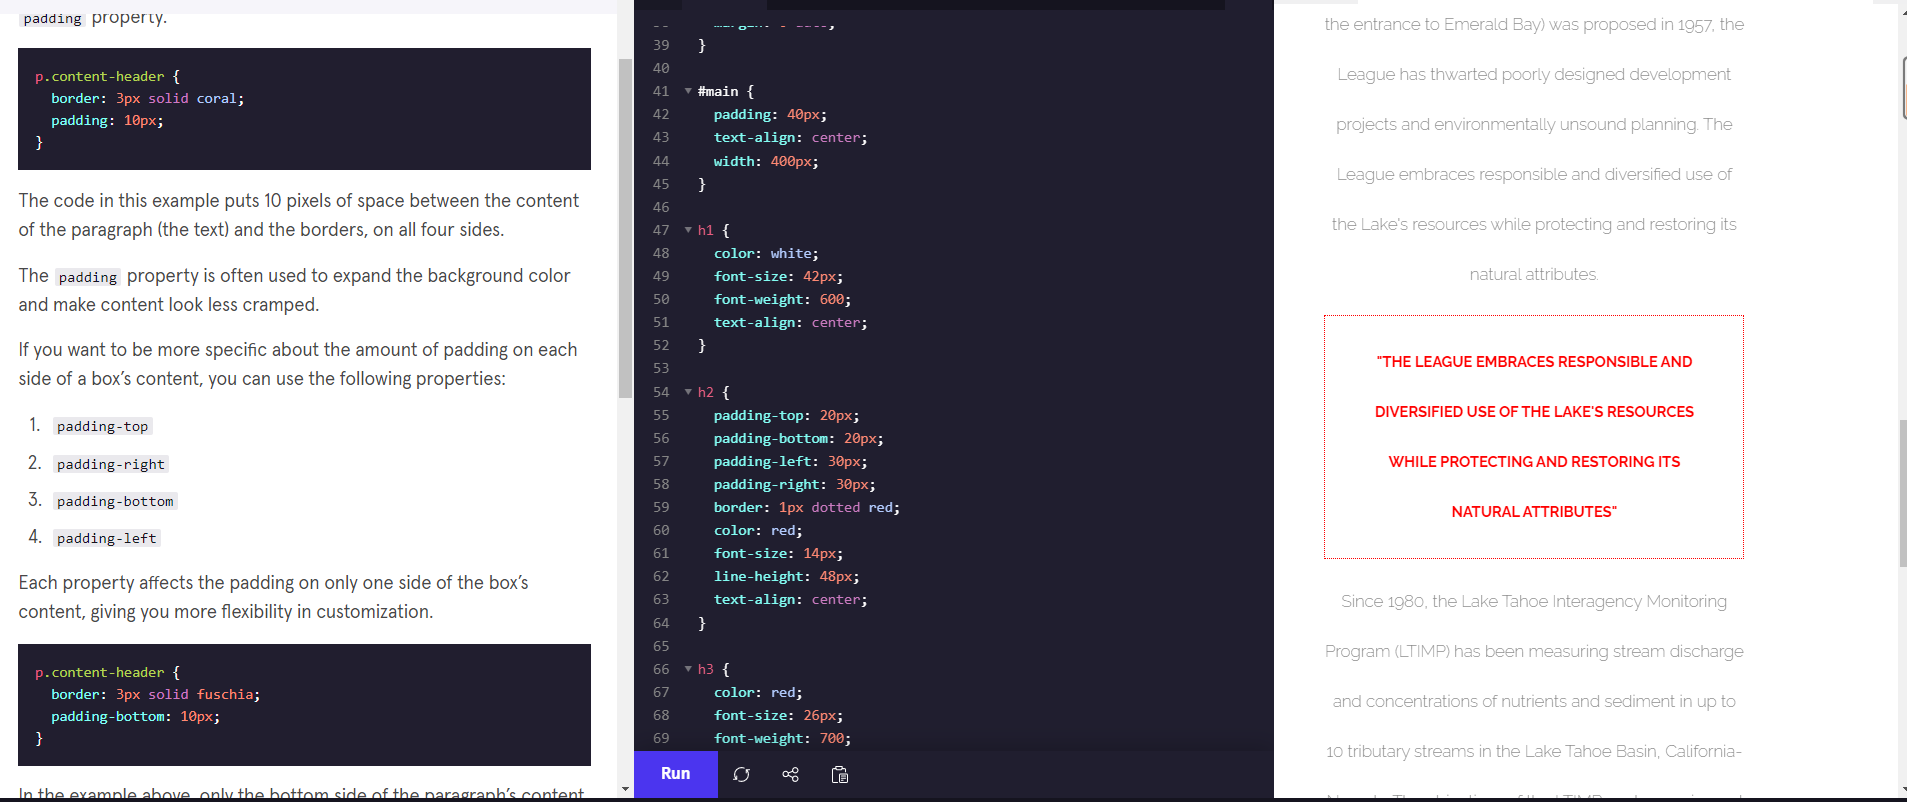 padding property.
p.content-header {
border: 3px solid coral;
padding: 10px;
}
The code in this example puts 10 pixels of space between the content
of the paragraph (the text) and the borders, on all four sides.
The padding property is often used to expand the background color
and make content look less cramped.
If you want to be more specific about the amount of padding on each
side of a box's content, you can use the following properties:
1. padding-top
2. padding-right
3. padding-bottom
4. padding-left
Each property affects the padding on only one side of the box's
content, giving you more flexibility in customization.
p.content-header {
border: 3px solid fuschia;
padding-bottom: 10px;
}
In the example above, only the bottom side of the paragraph's content
39 }
40
41 #main {
42 padding: 40px;
43 text-align: center;
44 width: 400px;
45 }
46
47 h1 {
48 color: white;
49 font-size: 42px;
50 font-weight: 600;
51 text-align: center;
52 }
53
54 h2 {
55 padding-top: 20px;
56 padding-bottom: 20px;
57 padding-left: 30px;
58 padding-right: 30px;
59 border: 1px dotted red;
60 color: red;
61 font-size: 14px;
62 line-height: 48px;
63 text-align: center;
64 }
65
66 h3 {
67 color: red;
68 font-size: 26px;
69 font-weight: 700;
Run
the entrance to Emerald Bay) was proposed in 1957, the
League has thwarted poorly designed development
projects and environmentally unsound planning. The
League embraces responsible and diversified use of
the Lake's resources while protecting and restoring its
natural attributes.
"THE LEAGUE EMBRACES RESPONSIBLE AND
DIVERSIFIED USE OF THE LAKE'S RESOURCES
WHILE PROTECTING AND RESTORING ITS
NATURAL ATTRIBUTES"
Since 1980, the Lake Tahoe Interagency Monitoring
Program (LTIMP) has been measuring stream discharge
and concentrations of nutrients and sediment in up to
10 tributary streams in the Lake Tahoe Basin, California-